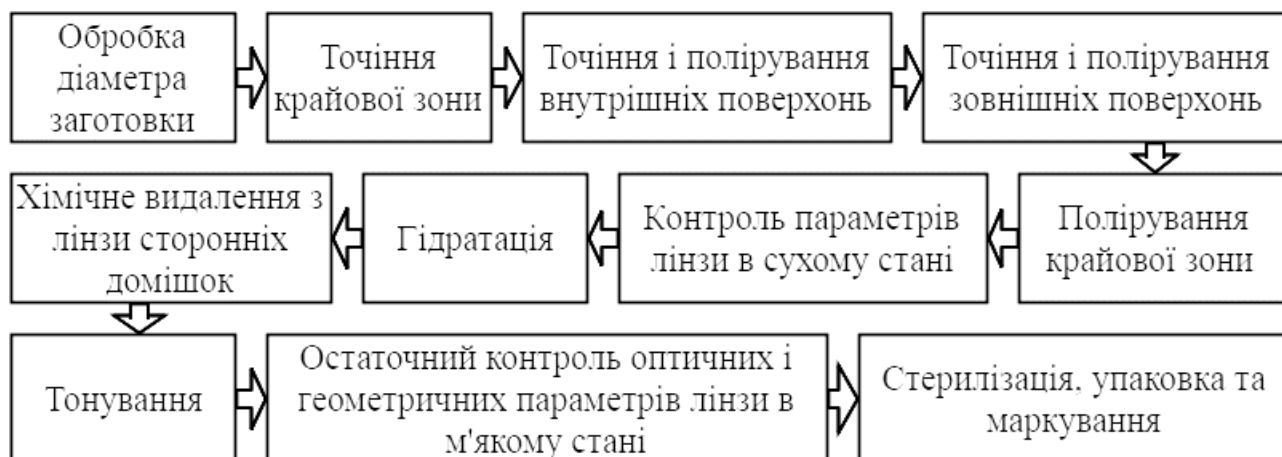 Обробка
діаметра
заготовки
Точіння
крайової зони
Точіння і полірування
внутрішніх поверхонь
Точіння і полірування
зовнішніх поверхонь
Полірування
крайової зони
Контроль параметрів
лінзи в сухому стані
Гідратація
Хімічне видалення з
лінзи сторонніх
домішок
Тонування
Остаточний контроль оптичних і
геометричних параметрів лінзи в
м'якому стані
Стерилізація, упаковка та
маркування